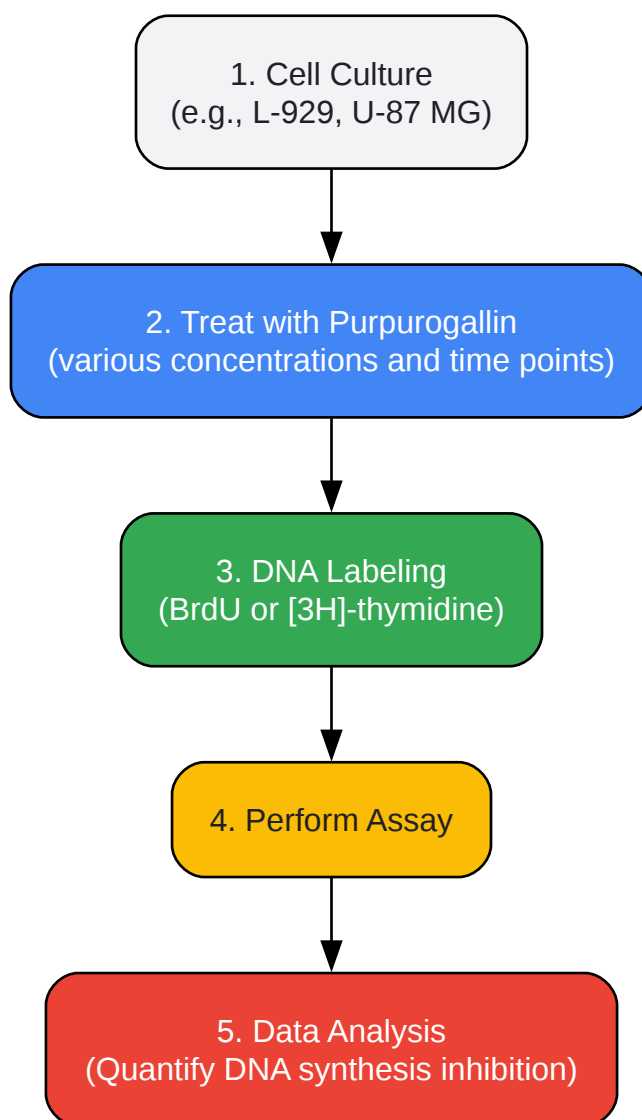 1. Cell Culture
(e.g., L-929, U-87 MG)
2. Treat with Purpurogallin
(various concentrations and time points)
3. DNA Labeling
(BrdU or [3H]-thymidine)
4. Perform Assay
5. Data Analysis
(Quantify DNA synthesis inhibition)